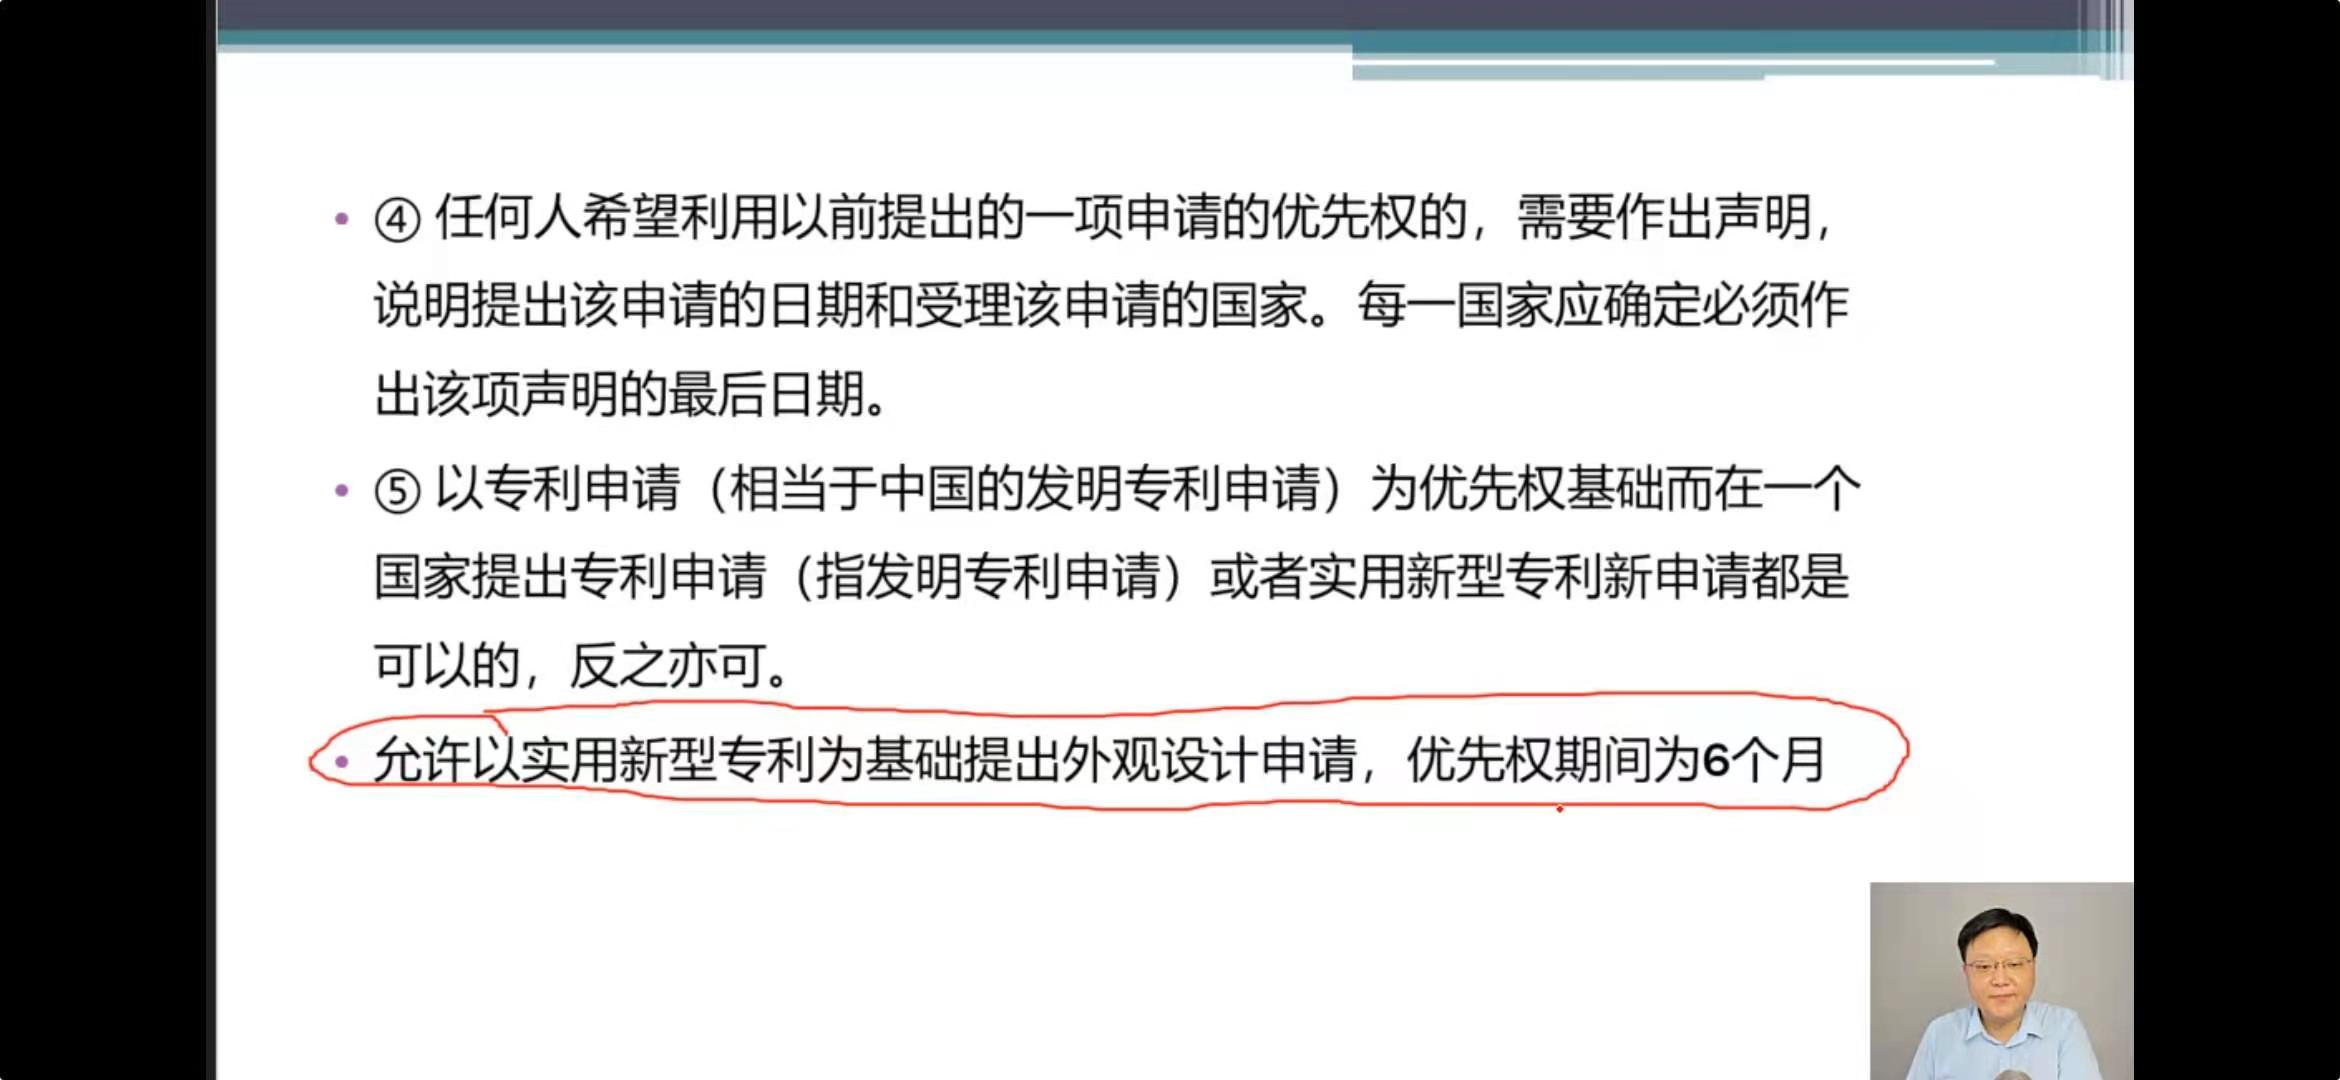 • ④ 任何人希望利用以前提出的一项申请的优先权的，需要作出声明，
说明提出该申请的日期和受理该申请的国家。每一国家应确定必须作
出该项声明的最后日期。
• ⑤ 以专利申请（相当于中国的发明专利申请）为优先权基础而在一个
国家提出专利申请（指发明专利申请）或者实用新型专利新申请都是
可以的，反之亦可。
• 允许以实用新型专利为基础提出外观设计申请，优先权期间为6个月